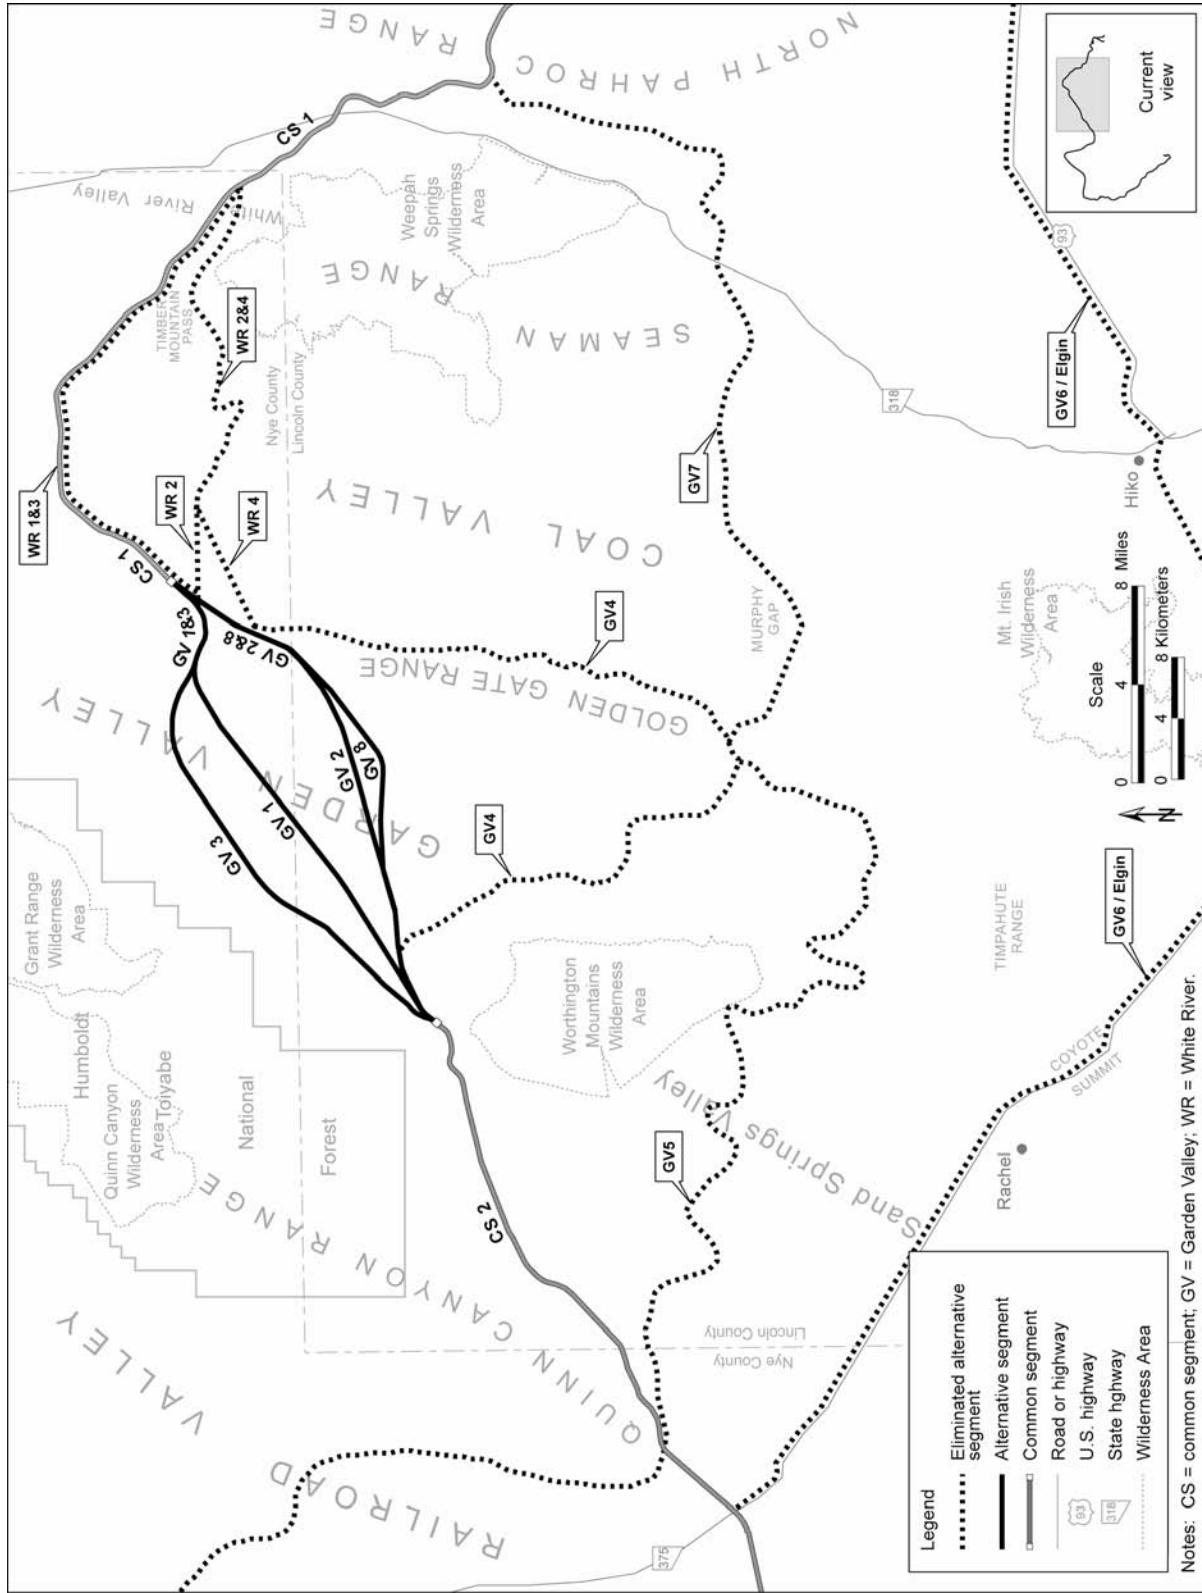 VALLEY
RAILROAD
375
QUINN CANYON RANGE
Humboldt
Toiyabe
National
Forest
Quinn Canyon
Wilderness
Area
Grant Range
Wilderness
Area
GARDEN VALLEY
GV 3
GV 1
GV 1&3
GV 2&8
GV 2
GV 8
CS 1
WR 1&3
WR 2
WR 4
WR 2&4
TIMBER
MOUNTAIN
PASS
White River Valley
CS 1
Nye County
Lincoln County
Weepah
Springs
Wilderness
Area
SEAMAN RANGE
NORTH PAHROC RANGE
COAL VALLEY
GOLDEN GATE RANGE
GV4
GV4
GV7
MURPHY
GAP
CS 2
Worthington
Mountains
Wilderness
Area
Sand Springs Valley
GV5
Nye County
Lincoln County
Rachel
COYOTE
SUMMIT
TIMPAHUTE
RANGE
GV6 / Elgin
Mt. Irish
Wilderness
Area
Hiko
318
GV6 / Elgin
93
N
Scale
0 4 8 Miles
0 4 8 Kilometers
Current
view
Legend
Eliminated alternative
segment
Alternative segment
Common segment
Road or highway
93 U.S. highway
318 State hghway
Wilderness Area
Notes: CS = common segment; GV = Garden Valley; WR = White River.